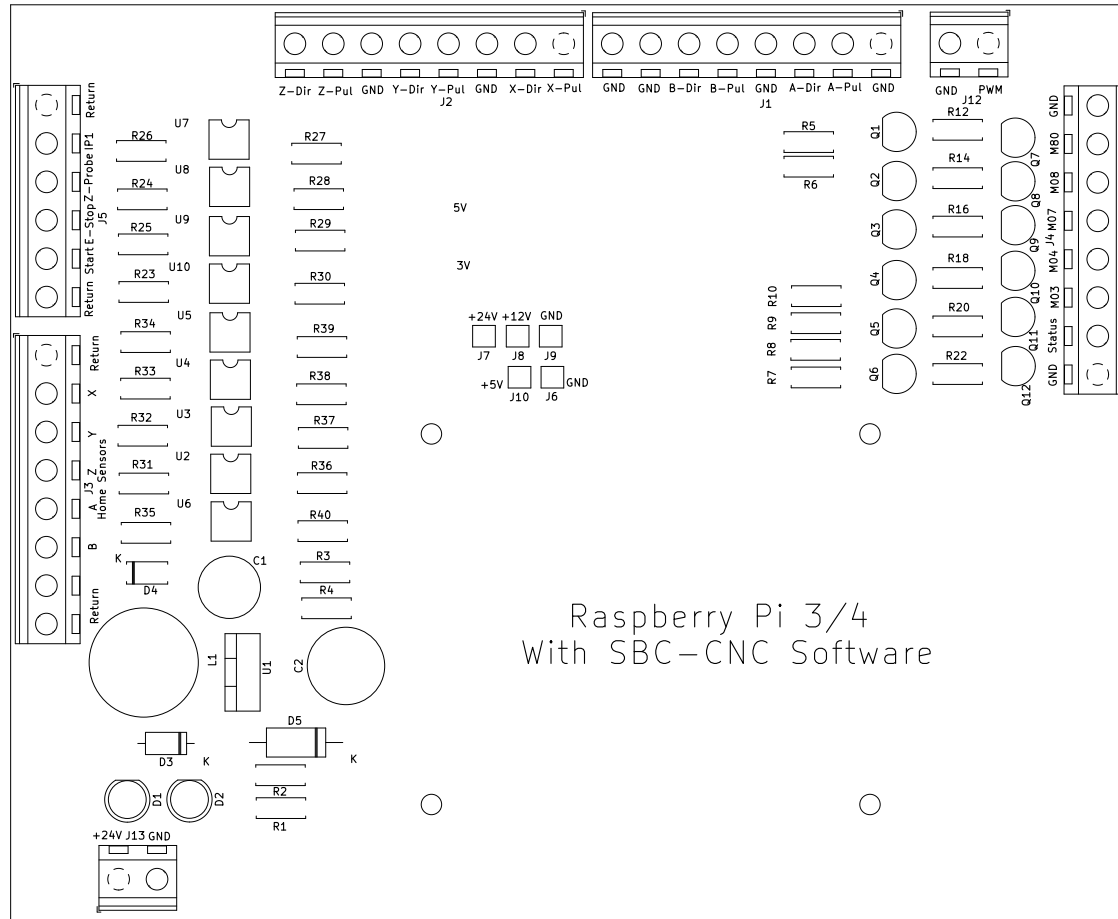 Z-Dir Z-Pul GND Y-Dir Y-Pul GND X-Dir X-Pul
J2
GND GND B-Dir B-Pul GND A-Dir A-Pul GND
J1
GND PWM
J12
Return
IP1
Z-Probe
E-Stop
Start
Return
J5
Return
X
Y
Z
A
B
Return
J3
Home Sensors
U7
U8
U9
U10
U5
U4
U3
U2
U6
R26
R24
R25
R23
R34
R33
R32
R31
R35
K
D4
C1
R27
R28
R29
R30
R39
R38
R37
R36
R40
R3
R4
5V
3V
+24V +12V GND
J7 J8 J9
+5V GND
J10 J6
R5
R6
R10
R9
R8
R7
Q1
Q2
Q3
Q4
Q5
Q6
R12
R14
R16
R18
R20
R22
Q7
Q8
Q9
Q10
Q11
Q12
GND
M80
M08
M07
M04
M03
Status
GND
J4
Raspberry Pi 3/4
With SBC-CNC Software
L1
U1
C2
D5
K
D3 K
D1
D2
R2
R1
+24V J13 GND